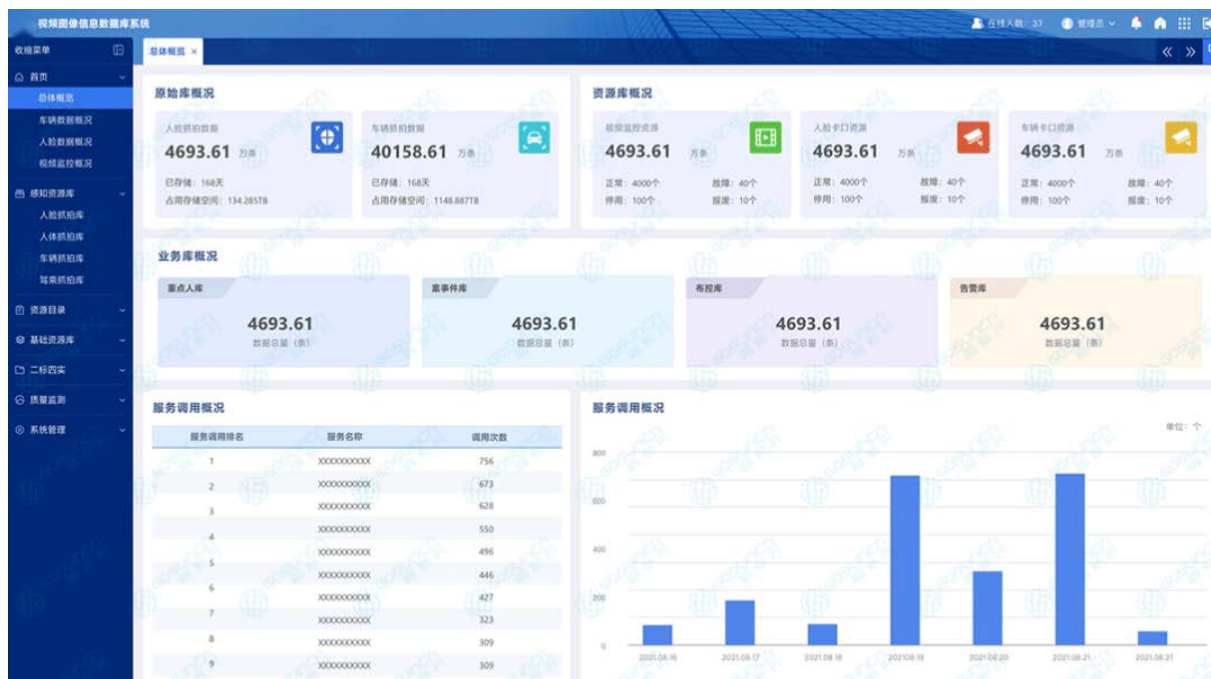 视频图像信息数据库系统
在线人数：37
管理员
收缩菜单
总体概览 ×
首页
总体概览
车辆数据概况
人脸数据概况
视频监控概况
感知资源库
人脸抓拍库
人体抓拍库
车辆抓拍库
驾乘抓拍库
资源目录
基础资源库
二标四实
质量监测
系统管理
原始库概况
人脸抓拍数据
4693.61 万条
已存储：168天
占用存储空间：134.285TB
车辆抓拍数据
40158.61 万条
已存储：168天
占用存储空间：1148.887TB
资源库概况
视频监控资源
4693.61 万条
正常：4000个 故障：40个
停用：100个 报废：10个
人脸卡口资源
4693.61 万条
正常：4000个 故障：40个
停用：100个 报废：10个
车辆卡口资源
4693.61 万条
正常：4000个 故障：40个
停用：100个 报废：10个
业务库概况
重点人库
4693.61
数据总量（条）
案事件库
4693.61
数据总量（条）
布控库
4693.61
数据总量（条）
告警库
4693.61
数据总量（条）
服务调用概况
服务调用排名 服务名称 调用次数
1 XXXXXXXXXX 756
2 XXXXXXXXXX 673
3 XXXXXXXXXX 628
4 XXXXXXXXXX 550
5 XXXXXXXXXX 496
6 XXXXXXXXXX 446
7 XXXXXXXXXX 427
8 XXXXXXXXXX 323
9 XXXXXXXXXX 309
XXXXXXXXXX 309
服务调用概况
单位：个
800
600
400
200
0
2021.08.16 2021.08.17 2021.08.18 202108.19 2021.08.20 2021.08.21 2021.08.21